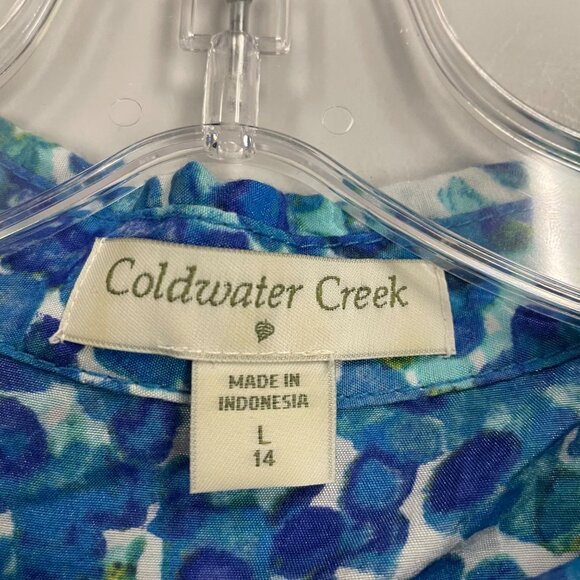 Coldwater Creek
MADE IN
INDONESIA
L
14